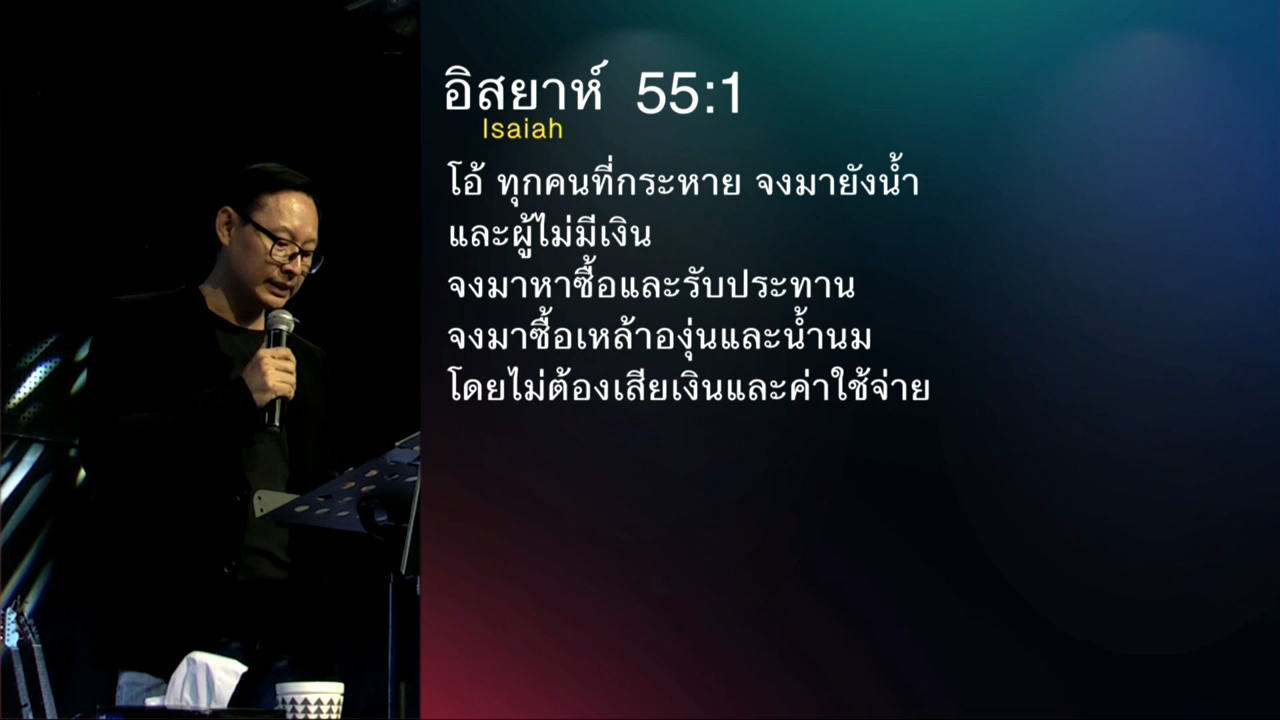 อิสยาห์ 55:1
Isaiah
โอ้ ทุกคนที่กระหาย จงมายังน้ำ
และผู้ไม่มีเงิน
จงมาหาซื้อและรับประทาน
จงมาซื้อเหล้าองุ่นและน้ำนม
โดยไม่ต้องเสียเงินและค่าใช้จ่าย